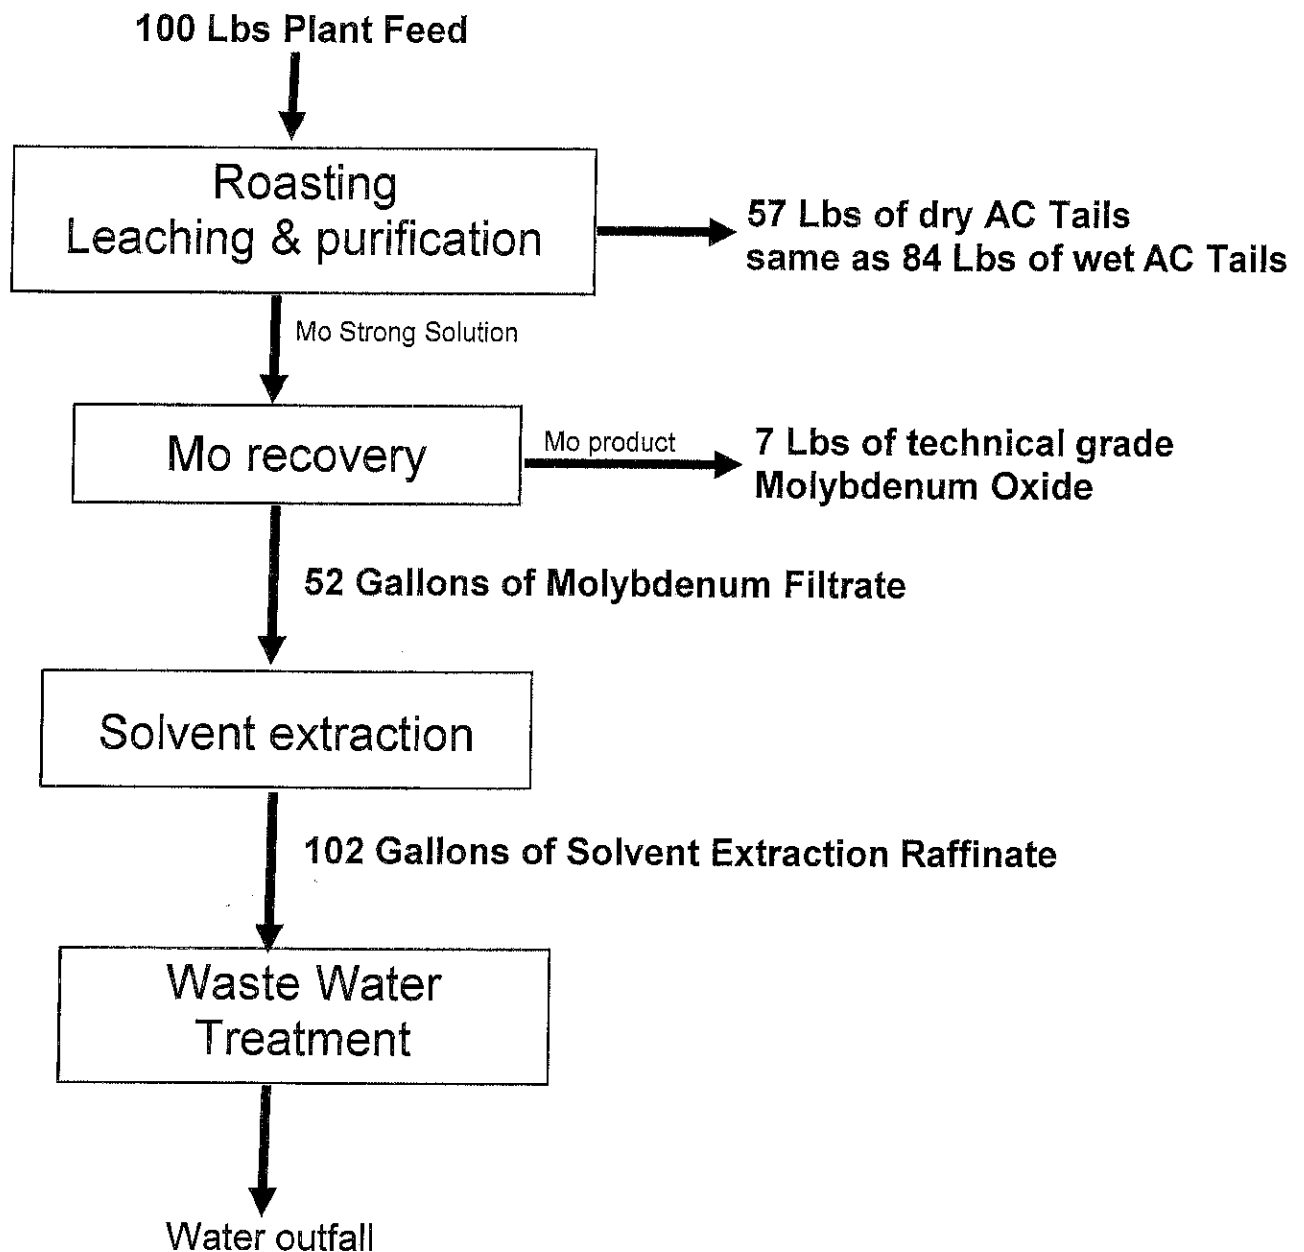 100 Lbs Plant Feed
Roasting
Leaching & purification
57 Lbs of dry AC Tails
same as 84 Lbs of wet AC Tails
Mo Strong Solution
Mo recovery
Mo product
7 Lbs of technical grade
Molybdenum Oxide
52 Gallons of Molybdenum Filtrate
Solvent extraction
102 Gallons of Solvent Extraction Raffinate
Waste Water
Treatment
Water outfall